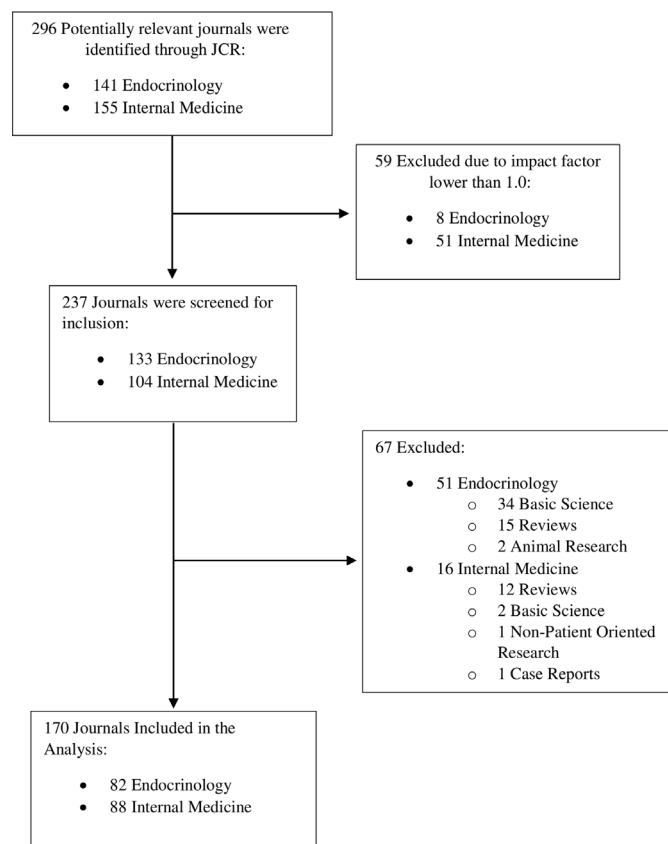 296 Potentially relevant journals were
identified through JCR:
• 141 Endocrinology
• 155 Internal Medicine
59 Excluded due to impact factor
lower than 1.0:
• 8 Endocrinology
• 51 Internal Medicine
237 Journals were screened for
inclusion:
• 133 Endocrinology
• 104 Internal Medicine
67 Excluded:
• 51 Endocrinology
o 34 Basic Science
o 15 Reviews
o 2 Animal Research
• 16 Internal Medicine
o 12 Reviews
o 2 Basic Science
o 1 Non-Patient Oriented
Research
o 1 Case Reports
170 Journals Included in the
Analysis:
• 82 Endocrinology
• 88 Internal Medicine